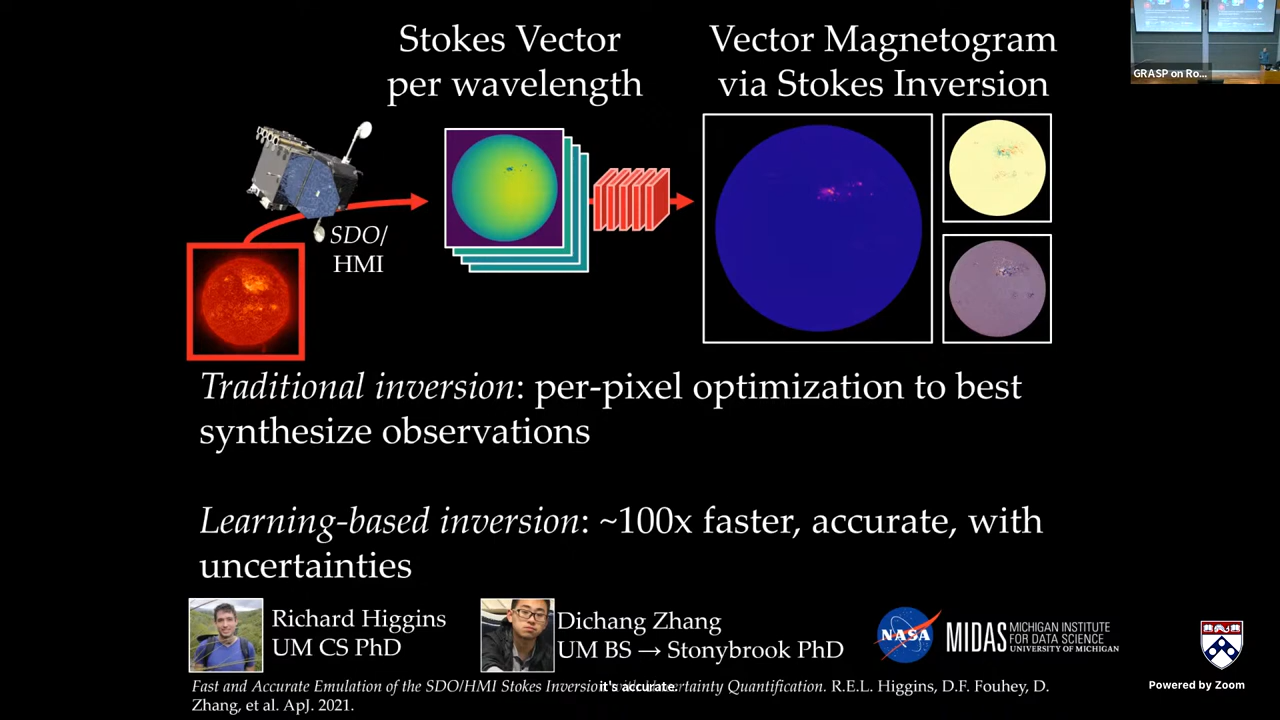 Stokes Vector
per wavelength
Vector Magnetogram
via Stokes Inversion
GRASP on Ro...
SDO/
HMI
Traditional inversion: per-pixel optimization to best
synthesize observations
Learning-based inversion: ~100x faster, accurate, with
uncertainties
Richard Higgins
UM CS PhD
Dichang Zhang
UM BS → Stonybrook PhD
NASA
MIDAS
MICHIGAN INSTITUTE
FOR DATA SCIENCE
UNIVERSITY OF MICHIGAN
Fast and Accurate Emulation of the SDO/HMI Stokes Inversion Uncertainty Quantification. R.E.L. Higgins, D.F. Fouhey, D.
Zhang, et al. ApJ. 2021.
it's accurate.
Powered by Zoom